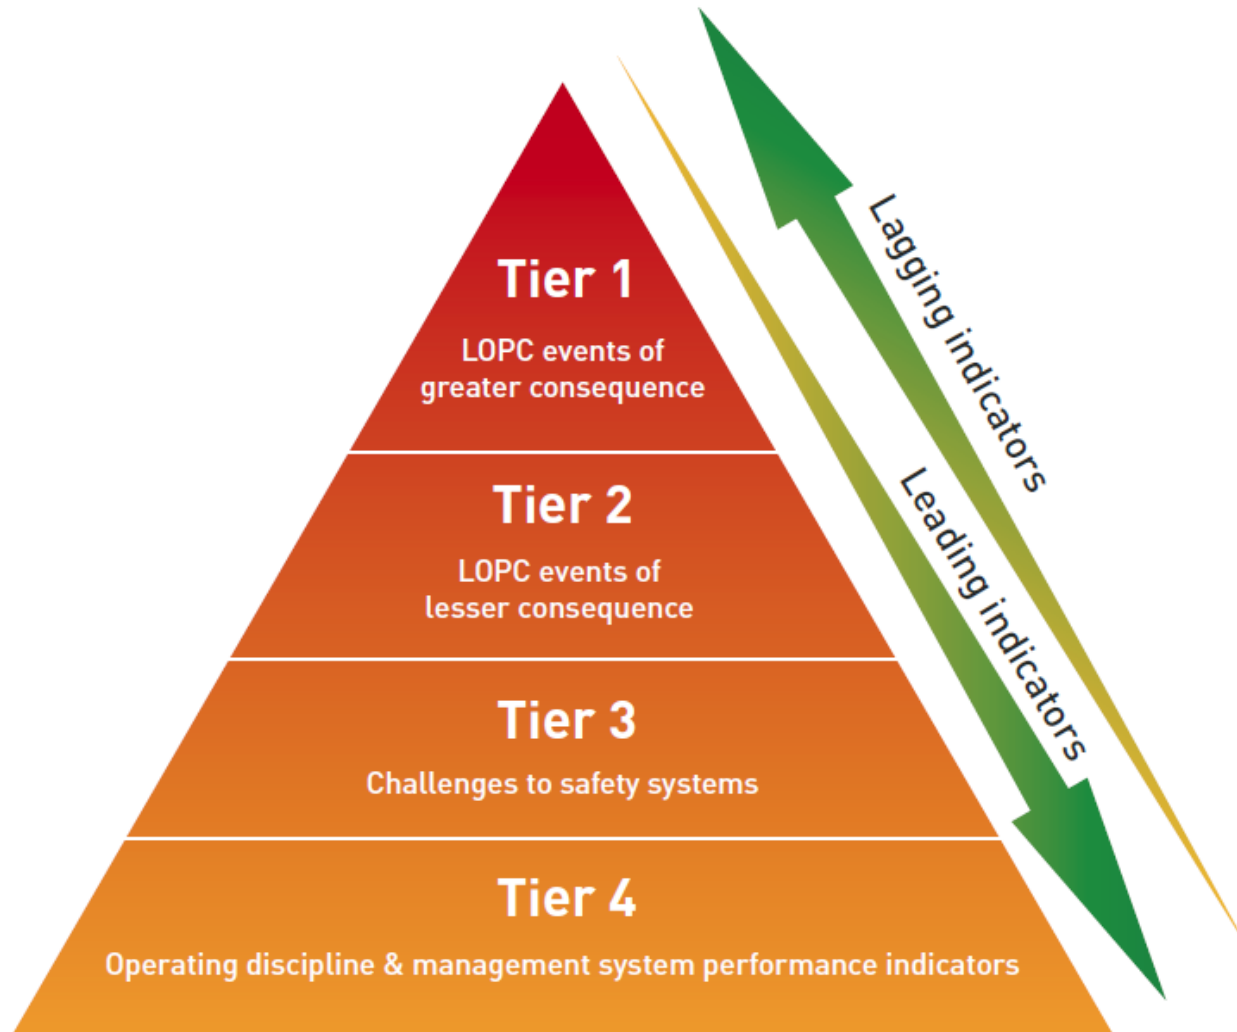 Tier 1
LOPC events of
greater consequence
Tier 2
LOPC events of
lesser consequence
Tier 3
Challenges to safety systems
Tier 4
Operating discipline & management system performance indicators
Lagging indicators
Leading indicators